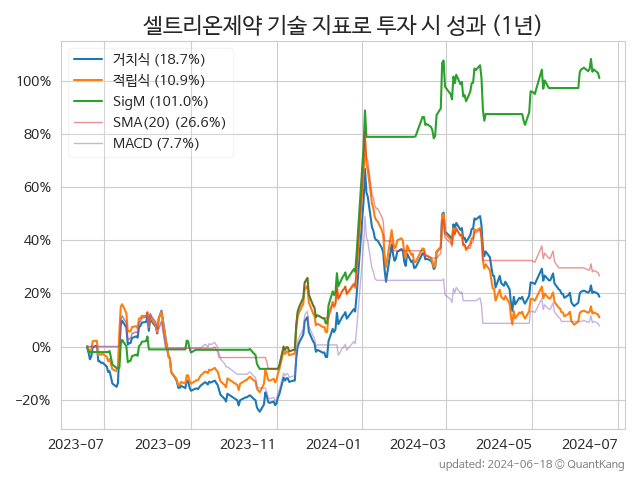 셀트리온제약 기술 지표로 투자 시 성과 (1년)
거치식 (18.7%)
적립식 (10.9%)
SigM (101.0%)
SMA(20) (26.6%)
MACD (7.7%)
100%
80%
60%
40%
20%
0%
−20%
2023-07 2023-09 2023-11 2024-01 2024-03 2024-05 2024-07
updated: 2024-06-18 © QuantKang